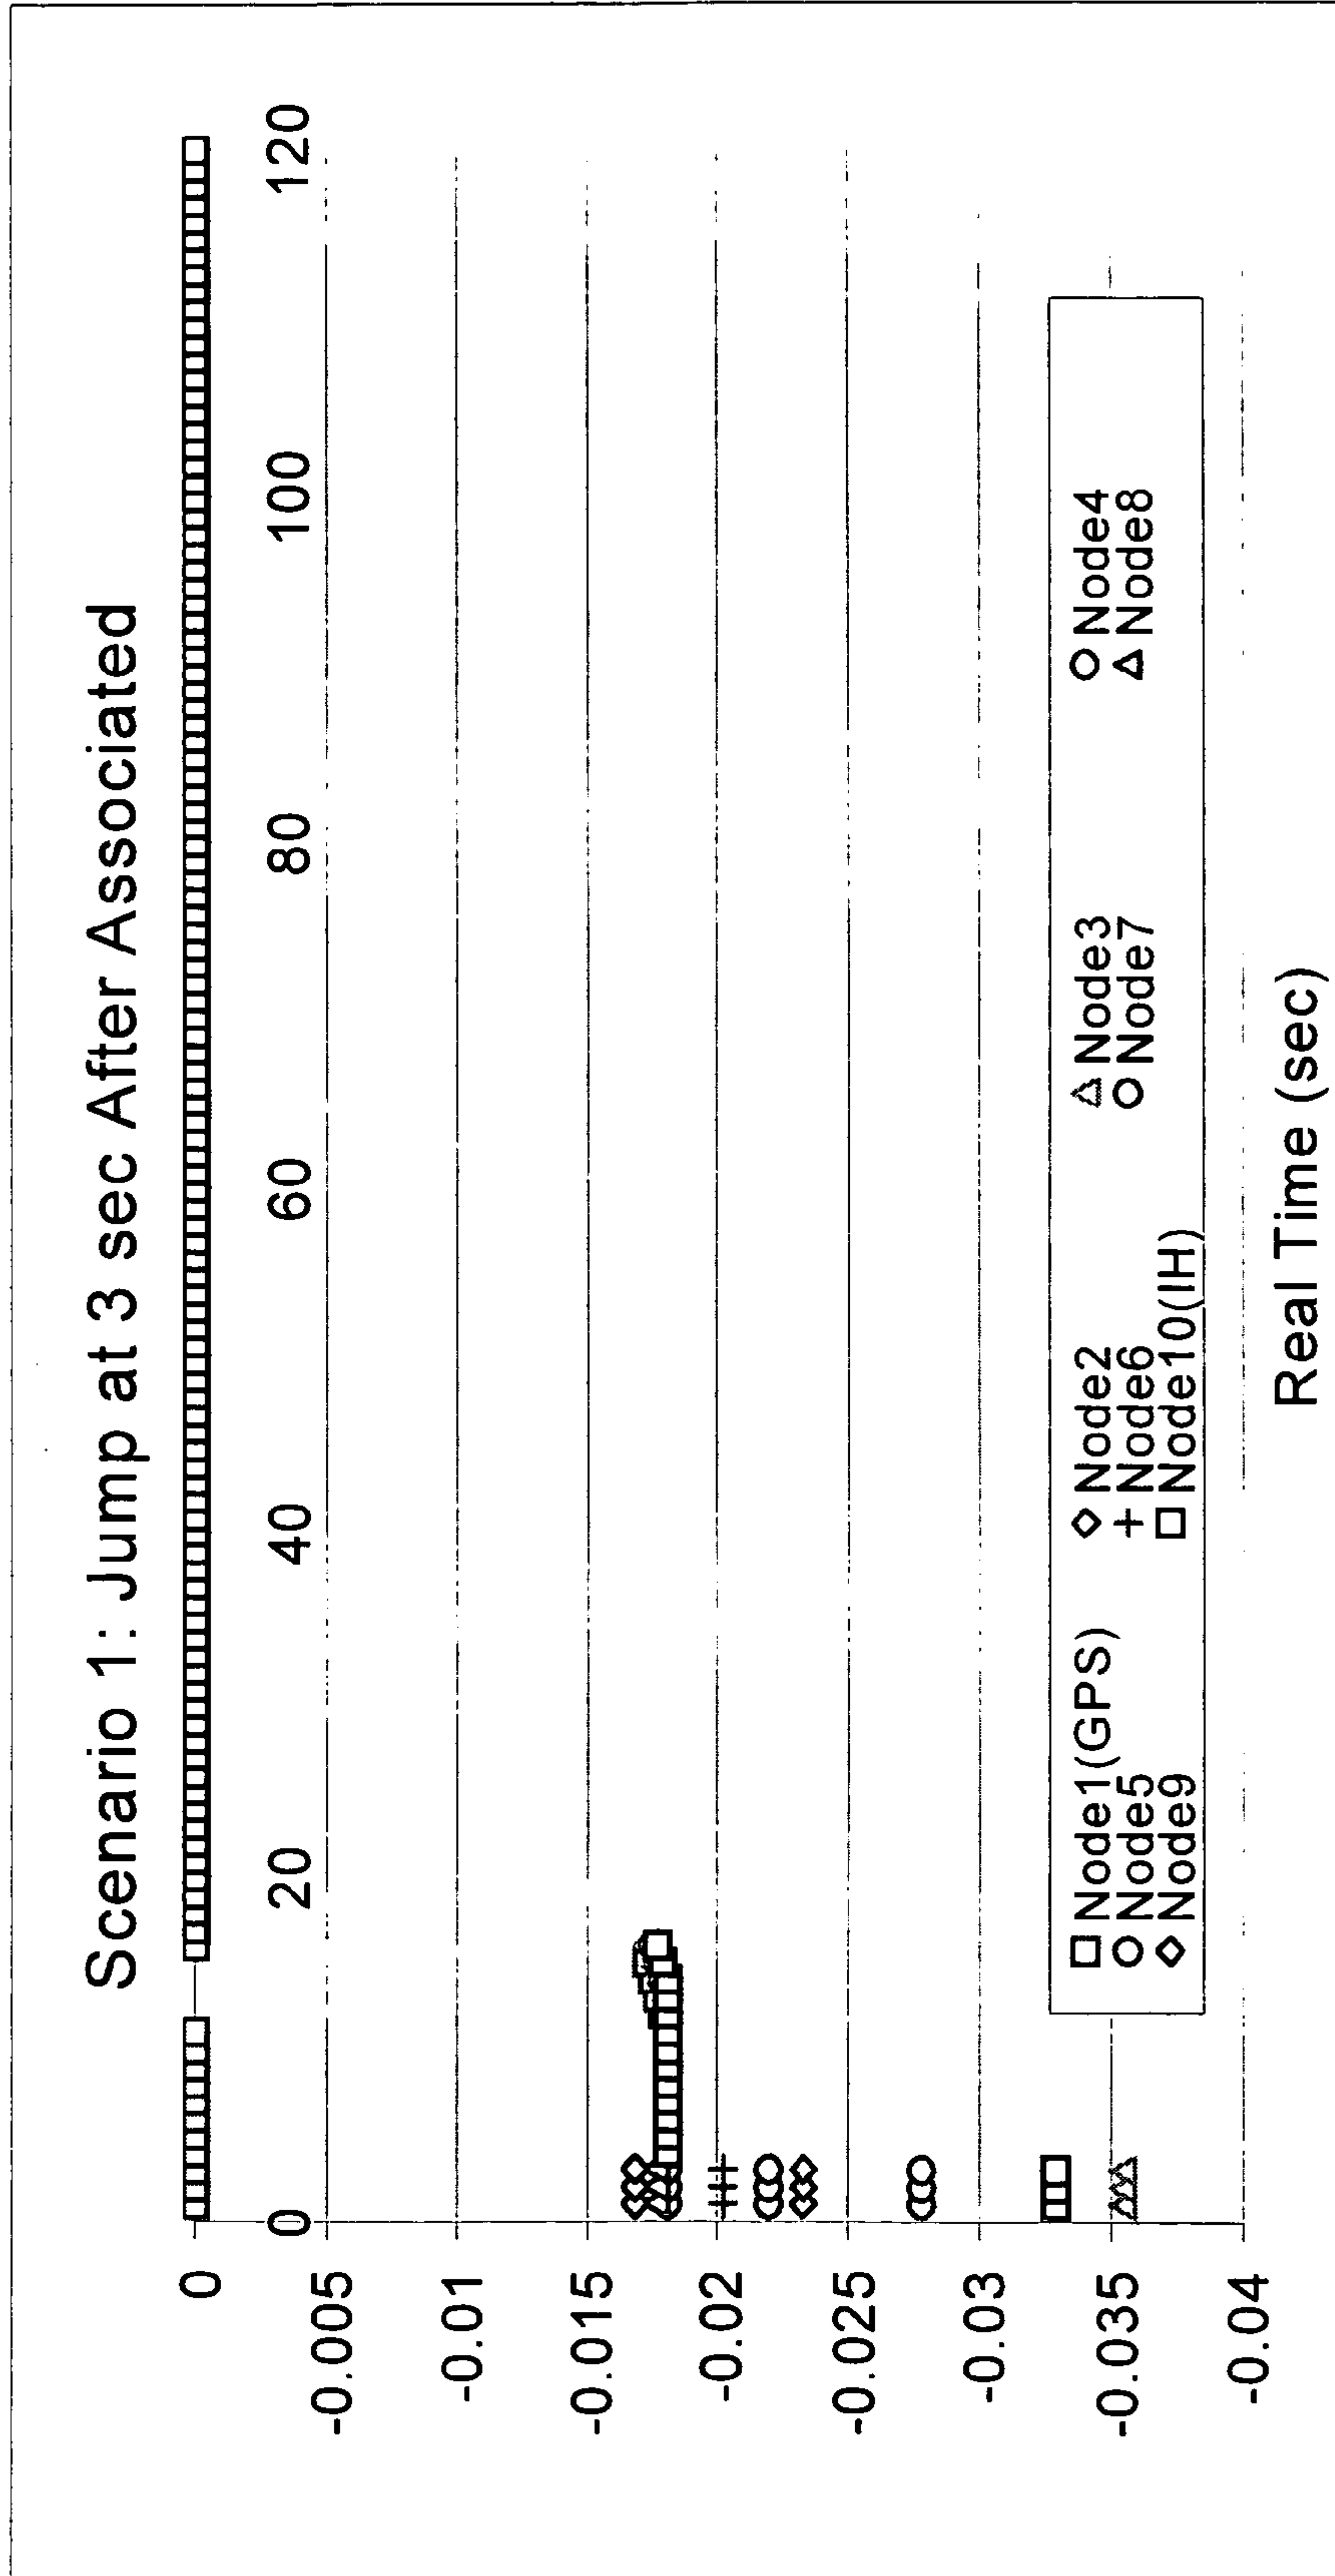 Scenario 1: Jump at 3 sec After Associated
0
-0.005
-0.01
-0.015
-0.02
-0.025
-0.03
-0.035
-0.04
0 20 40 60 80 100 120
Node1(GPS) Node2 Node3 Node4
Node5 Node6 Node7 Node8
Node9 Node10(IH)
Real Time (sec)